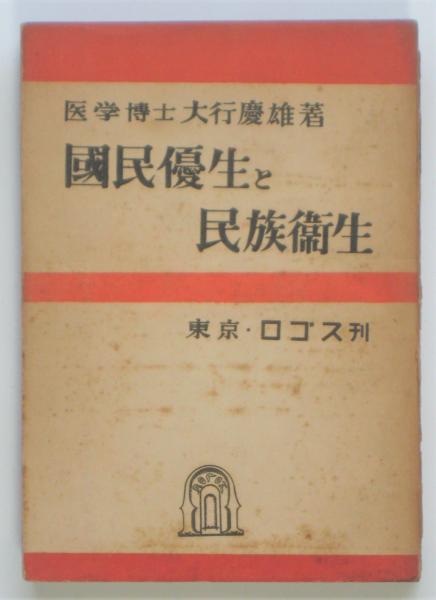 医学博士大行慶雄著
國民優生と
民族衞生
東京・ロゴス刊